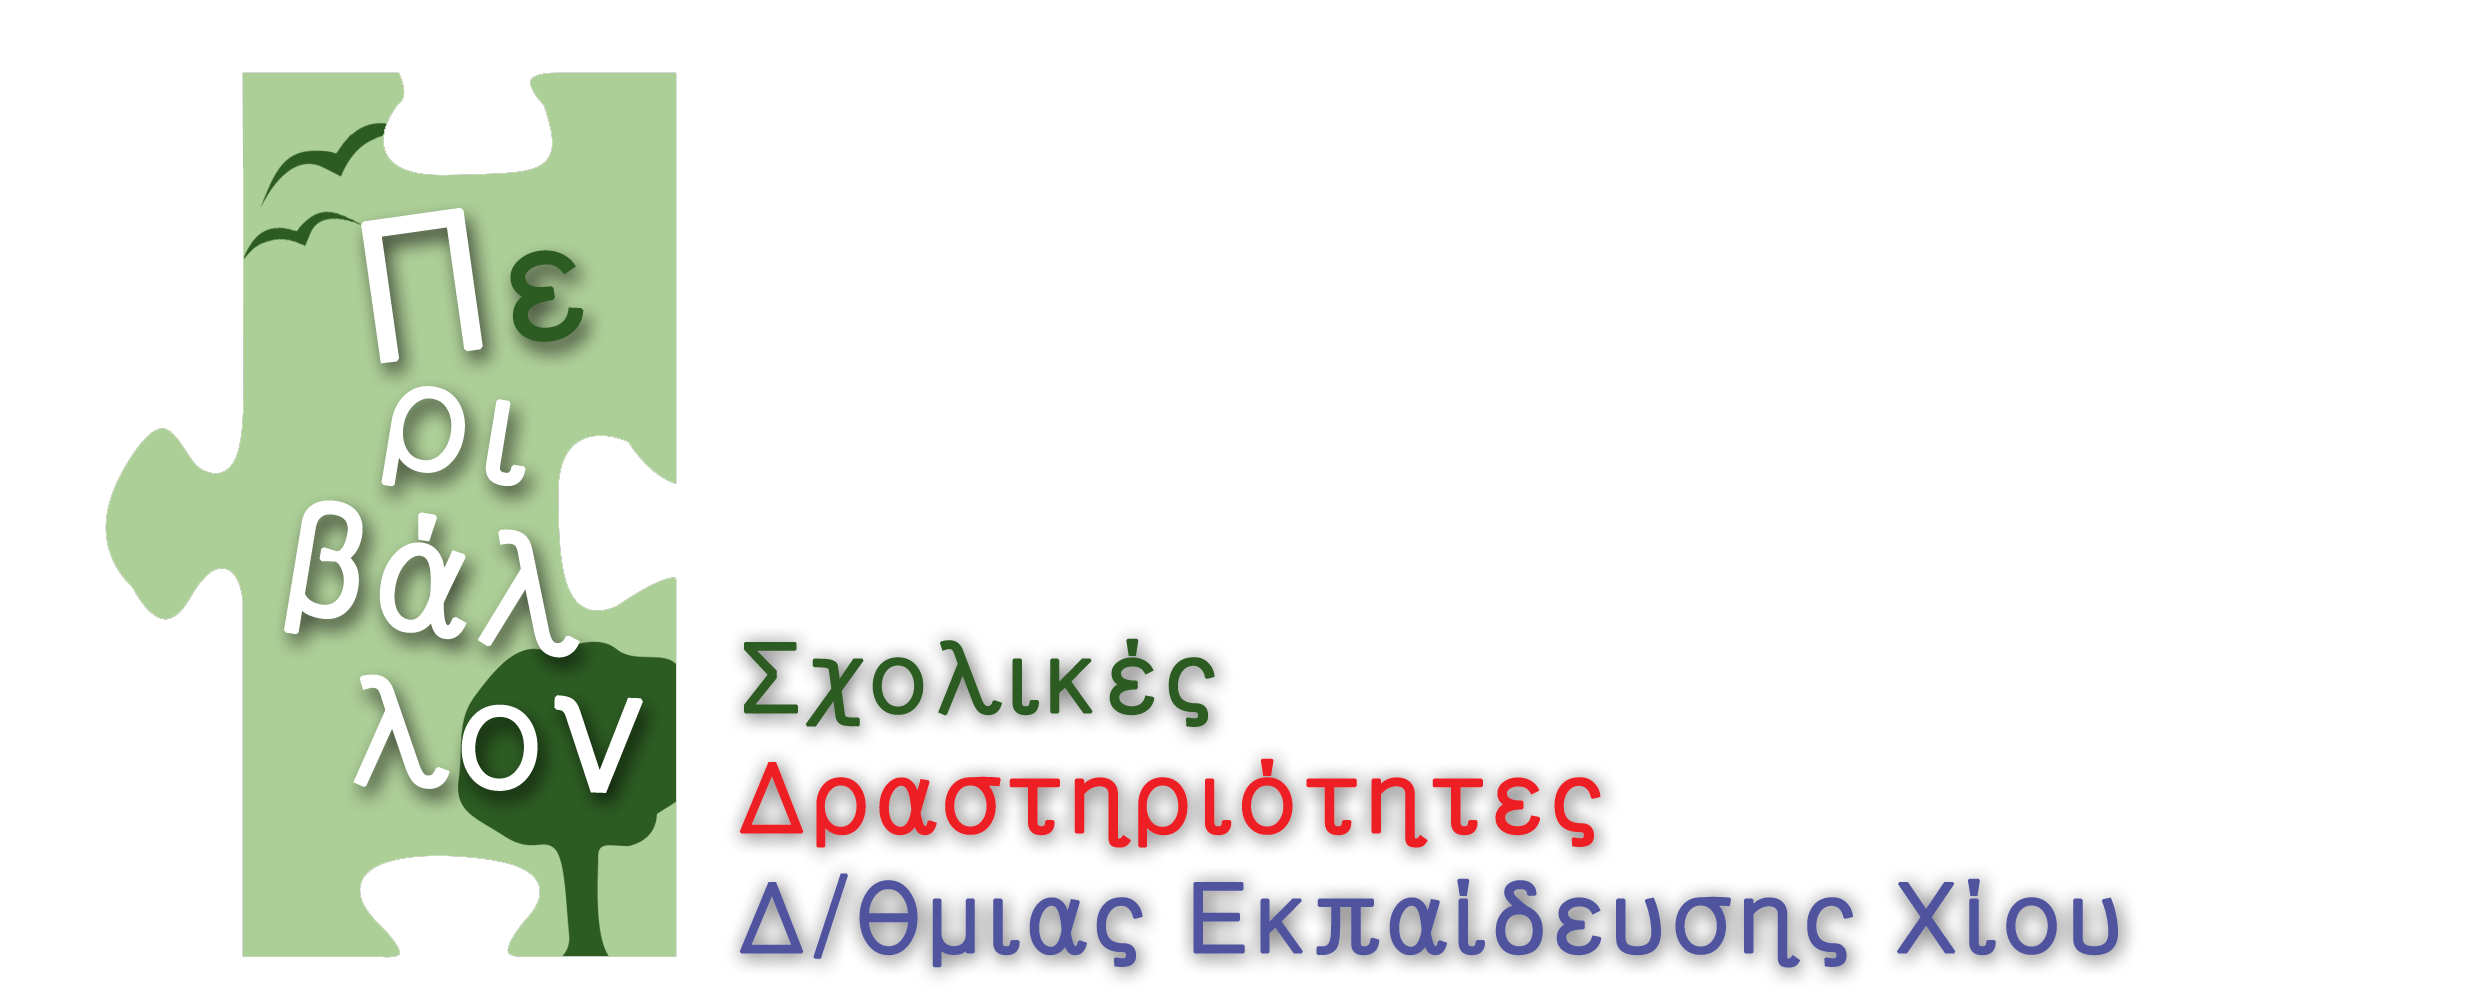 Πε
ρι
βάλ
λον
Σχολικές
Δραστηριότητες
Δ/θμιας Εκπαίδευσης Χίου